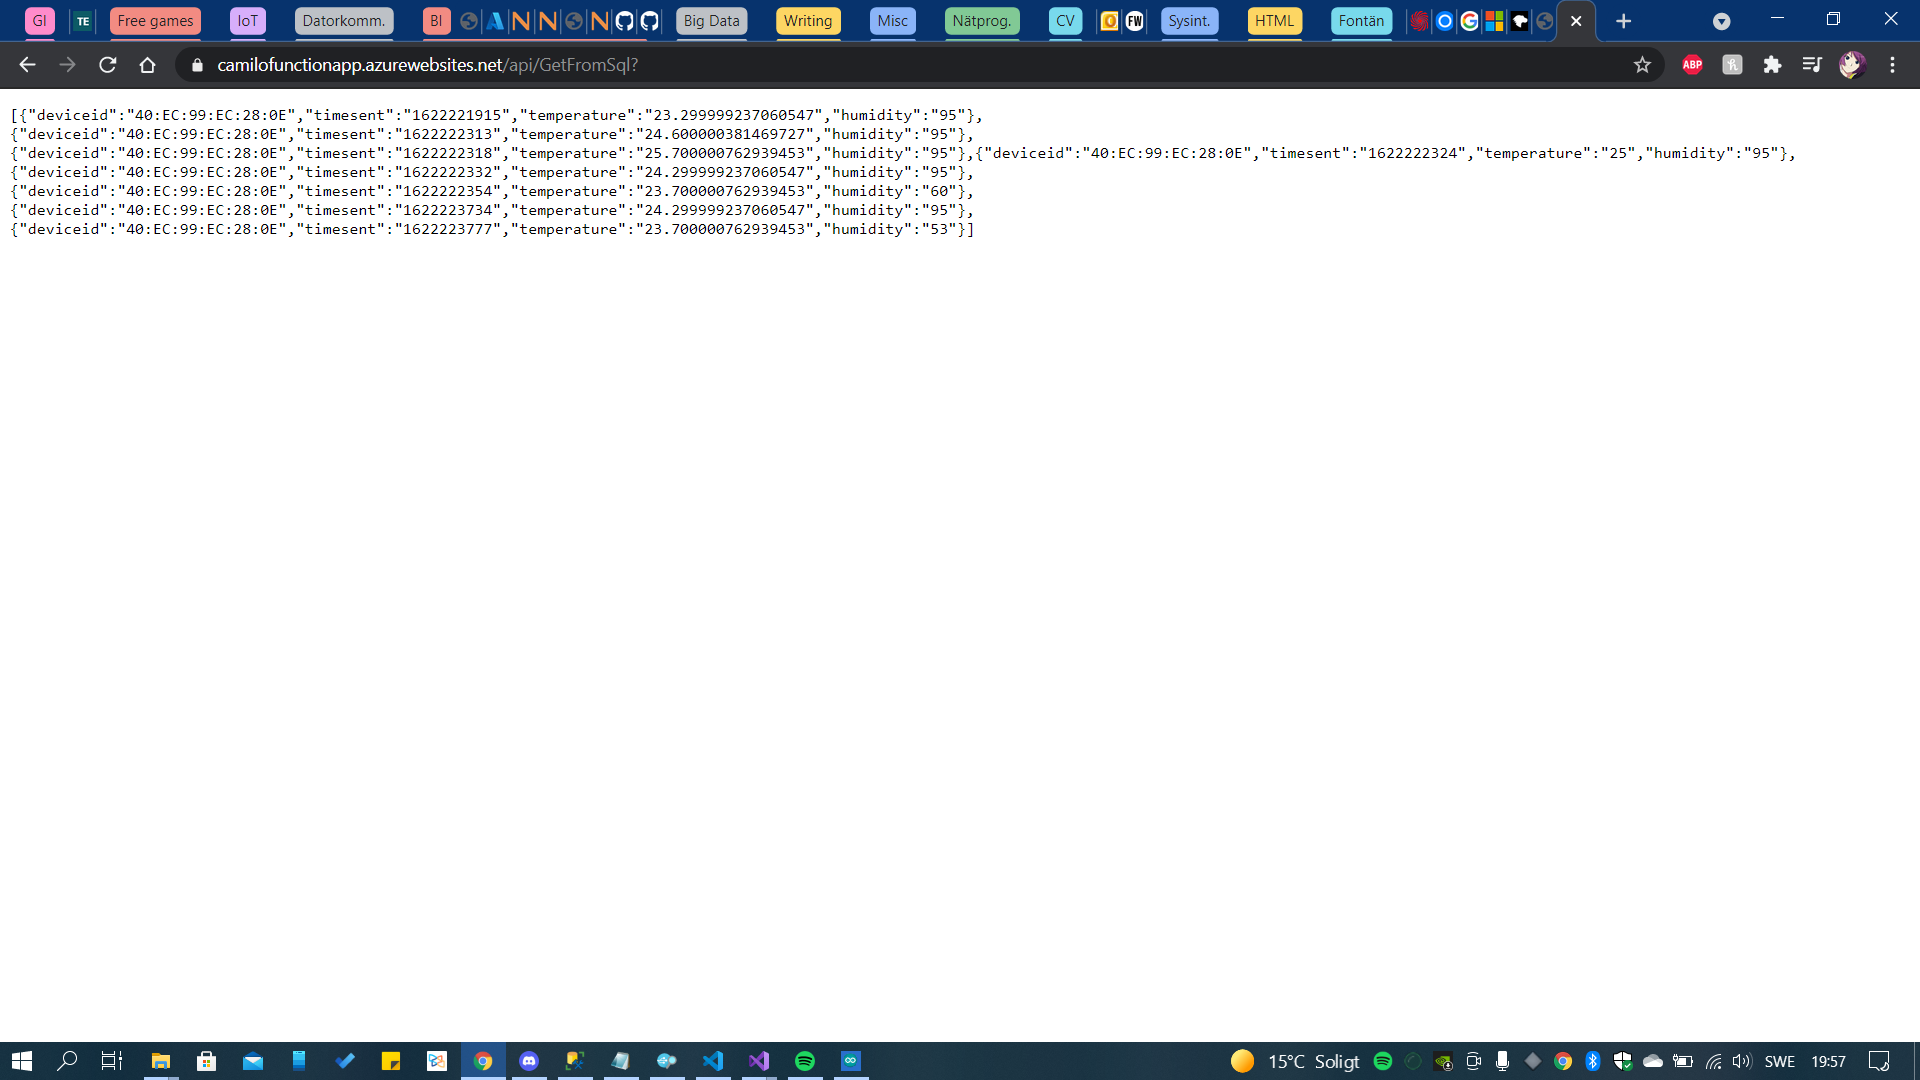 GI TE Free games IoT Datorkomm. BI Big Data Writing Misc Nätprog. CV FW Sysint. HTML Fontän
camilofunctionapp.azurewebsites.net/api/GetFromSql? ABP
[{"deviceid":"40:EC:99:EC:28:0E","timesent":"1622221915","temperature":"23.299999237060547","humidity":"95"},
{"deviceid":"40:EC:99:EC:28:0E","timesent":"1622222313","temperature":"24.600000381469727","humidity":"95"},
{"deviceid":"40:EC:99:EC:28:0E","timesent":"1622222318","temperature":"25.700000762939453","humidity":"95"},{"deviceid":"40:EC:99:EC:28:0E","timesent":"1622222324","temperature":"25","humidity":"95"},
{"deviceid":"40:EC:99:EC:28:0E","timesent":"1622222332","temperature":"24.299999237060547","humidity":"95"},
{"deviceid":"40:EC:99:EC:28:0E","timesent":"1622222354","temperature":"23.700000762939453","humidity":"60"},
{"deviceid":"40:EC:99:EC:28:0E","timesent":"1622223734","temperature":"24.299999237060547","humidity":"95"},
{"deviceid":"40:EC:99:EC:28:0E","timesent":"1622223777","temperature":"23.700000762939453","humidity":"53"}]
15°C Soligt SWE 19:57